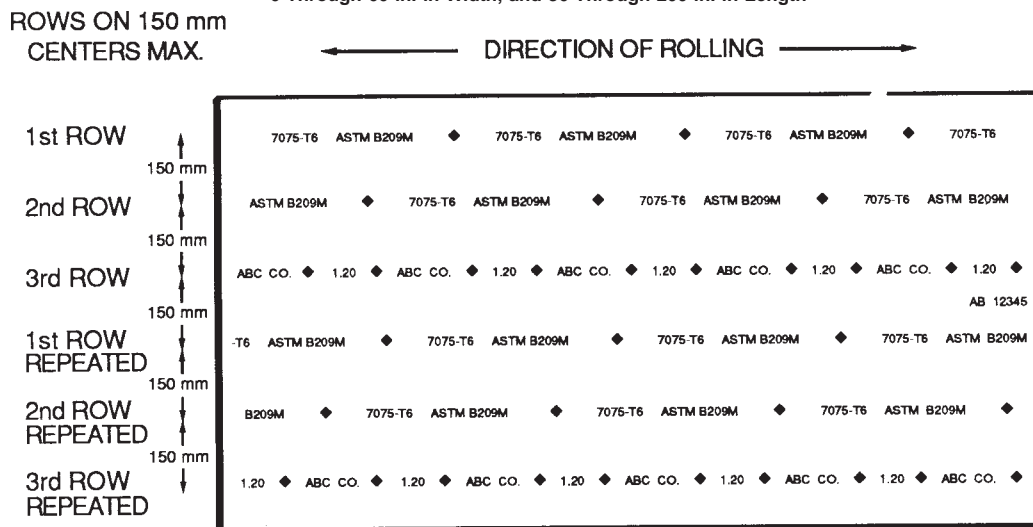 ROWS ON 150 mm
CENTERS MAX.
DIRECTION OF ROLLING
1st ROW
7075-T6 ASTM B209M ◆ 7075-T6 ASTM B209M ◆ 7075-T6 ASTM B209M ◆ 7075-T6
150 mm
2nd ROW
ASTM B209M ◆ 7075-T6 ASTM B209M ◆ 7075-T6 ASTM B209M ◆ 7075-T6 ASTM B209M
150 mm
3rd ROW
ABC CO. ◆ 1.20 ◆ ABC CO. ◆ 1.20 ◆ ABC CO. ◆ 1.20 ◆ ABC CO. ◆ 1.20 ◆ ABC CO. ◆ 1.20 ◆
AB 12345
150 mm
1st ROW
REPEATED
-T6 ASTM B209M ◆ 7075-T6 ASTM B209M ◆ 7075-T6 ASTM B209M ◆ 7075-T6 ASTM B209M
150 mm
2nd ROW
REPEATED
B209M ◆ 7075-T6 ASTM B209M ◆ 7075-T6 ASTM B209M ◆ 7075-T6 ASTM B209M ◆
150 mm
3rd ROW
REPEATED
1.20 ◆ ABC CO. ◆ 1.20 ◆ ABC CO. ◆ 1.20 ◆ ABC CO. ◆ 1.20 ◆ ABC CO. ◆ 1.20 ◆ ABC CO. ◆